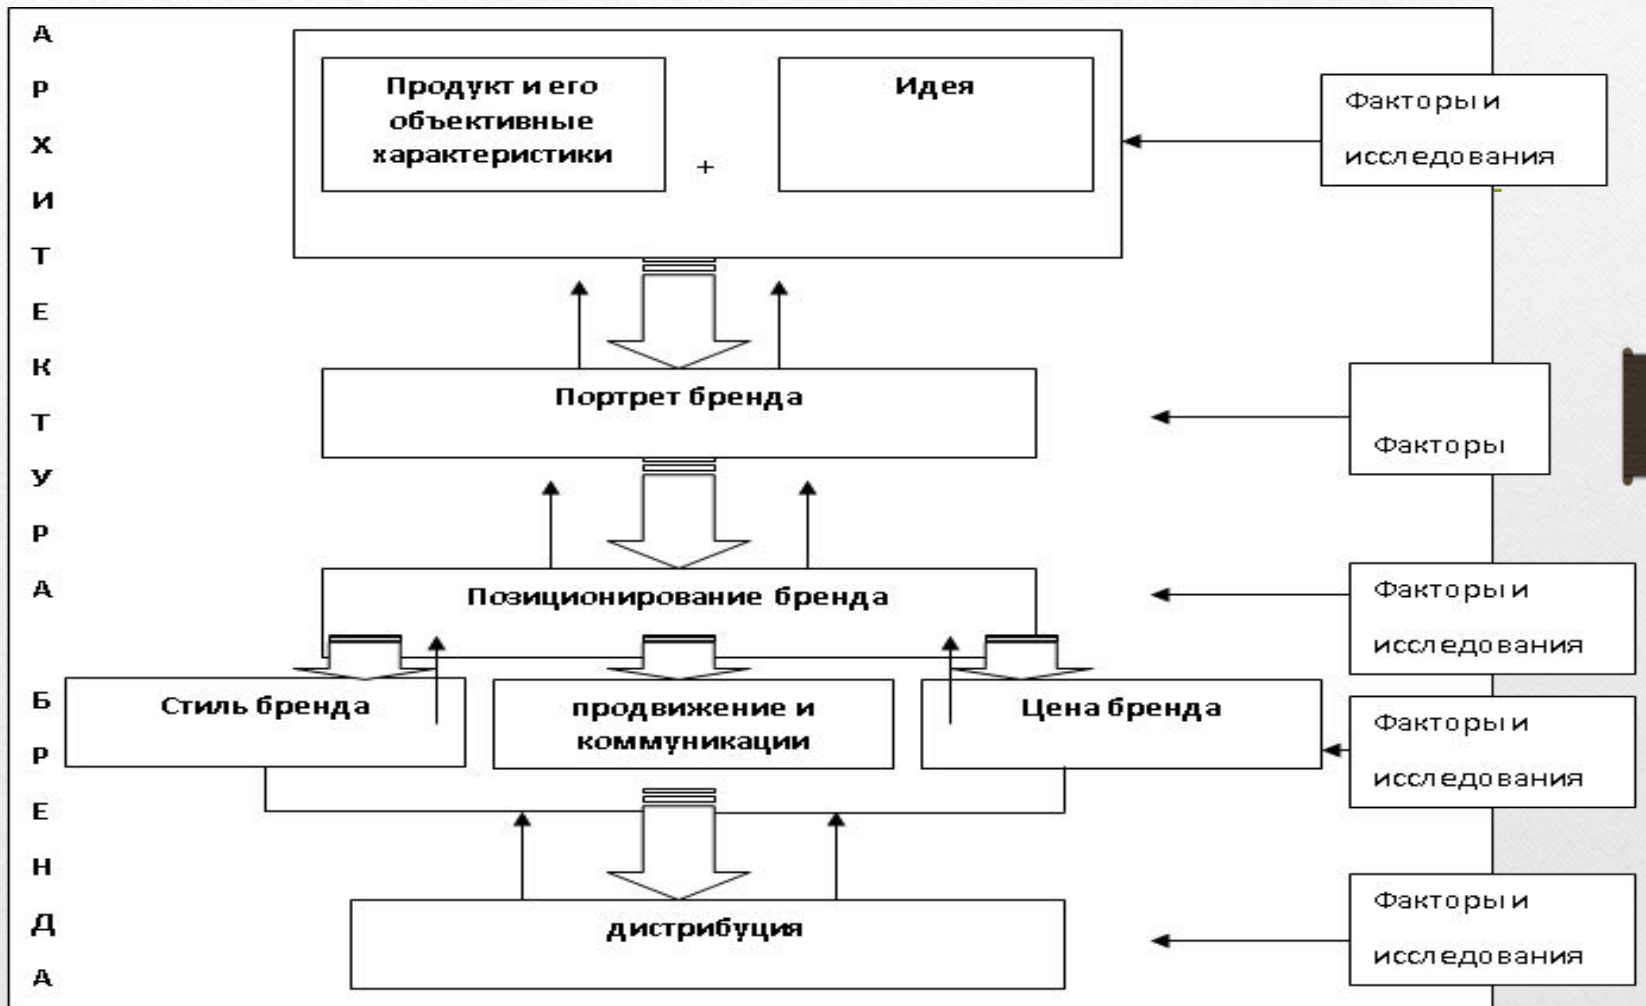 А
Р
Х
И
Т
Е
К
Т
У
Р
А
Б
Р
Е
Н
Д
А
Продукт и его
объективные
характеристики
+
Идея
Факторы и
исследования
Портрет бренда
Факторы
Позиционирование бренда
Факторы и
исследования
Стиль бренда
продвижение и
коммуникации
Цена бренда
Факторы и
исследования
дистрибуция
Факторы и
исследования